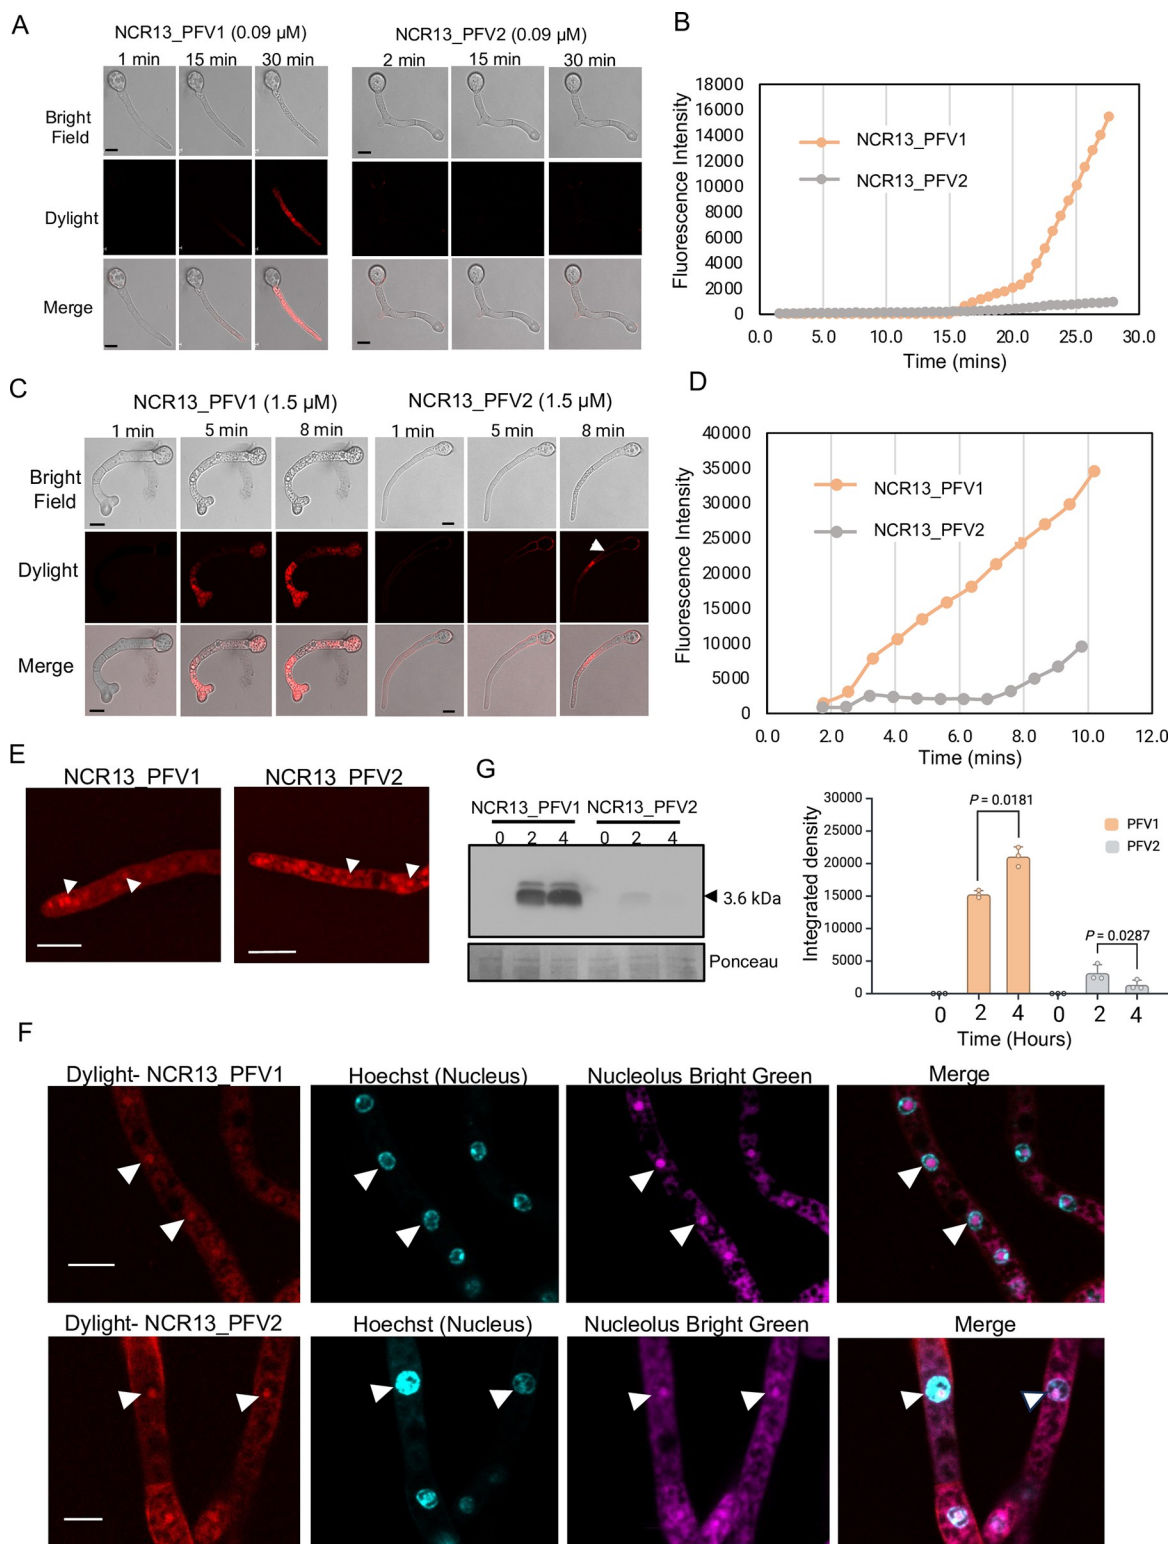 A
NCR13_PFV1 (0.09 µM)
NCR13_PFV2 (0.09 µM)
1 min
15 min
30 min
2 min
15 min
30 min
Bright
Field
Dylight
Merge
B
Fluorescence Intensity
18000
16000
14000
12000
10000
8000
6000
4000
2000
0
NCR13_PFV1
NCR13_PFV2
0.0
5.0
10.0
15.0
20.0
25.0
30.0
Time (mins)
C
NCR13_PFV1 (1.5 µM)
NCR13_PFV2 (1.5 µM)
1 min
5 min
8 min
1 min
5 min
8 min
Bright
Field
Dylight
Merge
D
Fluorescence Intensity
40000
35000
30000
25000
20000
15000
10000
5000
0
NCR13_PFV1
NCR13_PFV2
0.0
2.0
4.0
6.0
8.0
10.0
12.0
Time (mins)
E
NCR13_PFV1
NCR13_PFV2
G
NCR13_PFV1
NCR13_PFV2
0
2
4
0
2
4
3.6 kDa
Ponceau
Integrated density
30000
25000
20000
15000
10000
5000
0
P = 0.0181
P = 0.0287
PFV1
PFV2
0
2
4
0
2
4
Time (Hours)
F
Dylight- NCR13_PFV1
Hoechst (Nucleus)
Nucleolus Bright Green
Merge
Dylight- NCR13_PFV2
Hoechst (Nucleus)
Nucleolus Bright Green
Merge